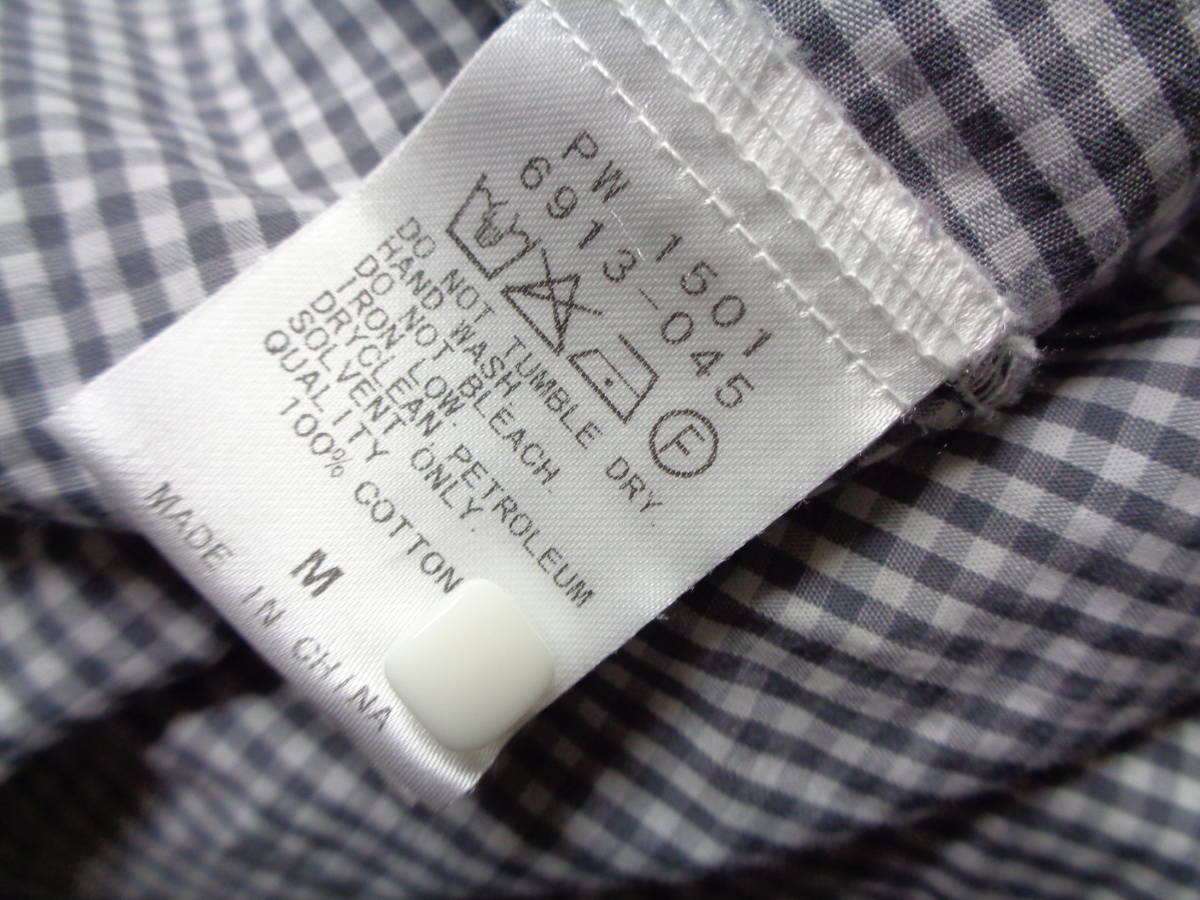 PW 1501
6913-045
F
DO NOT TUMBLE DRY.
HAND WASH
DO NOT BLEACH.
IRON LOW.
DRYCLEAN, PETROLEUM
SOLVENT ONLY.
QUALITY
100% COTTON
M
MADE IN CHINA